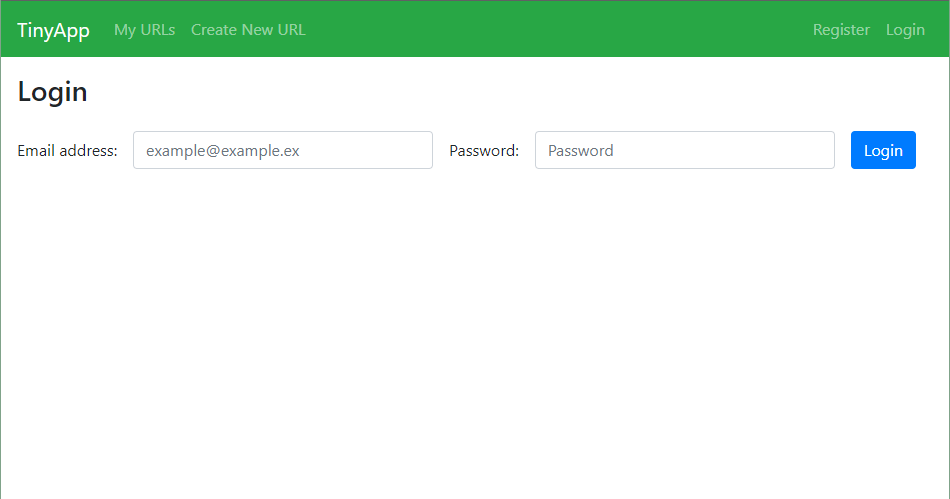 TinyApp My URLs Create New URL Register Login
Login
Email address: example@example.ex Password: Password Login